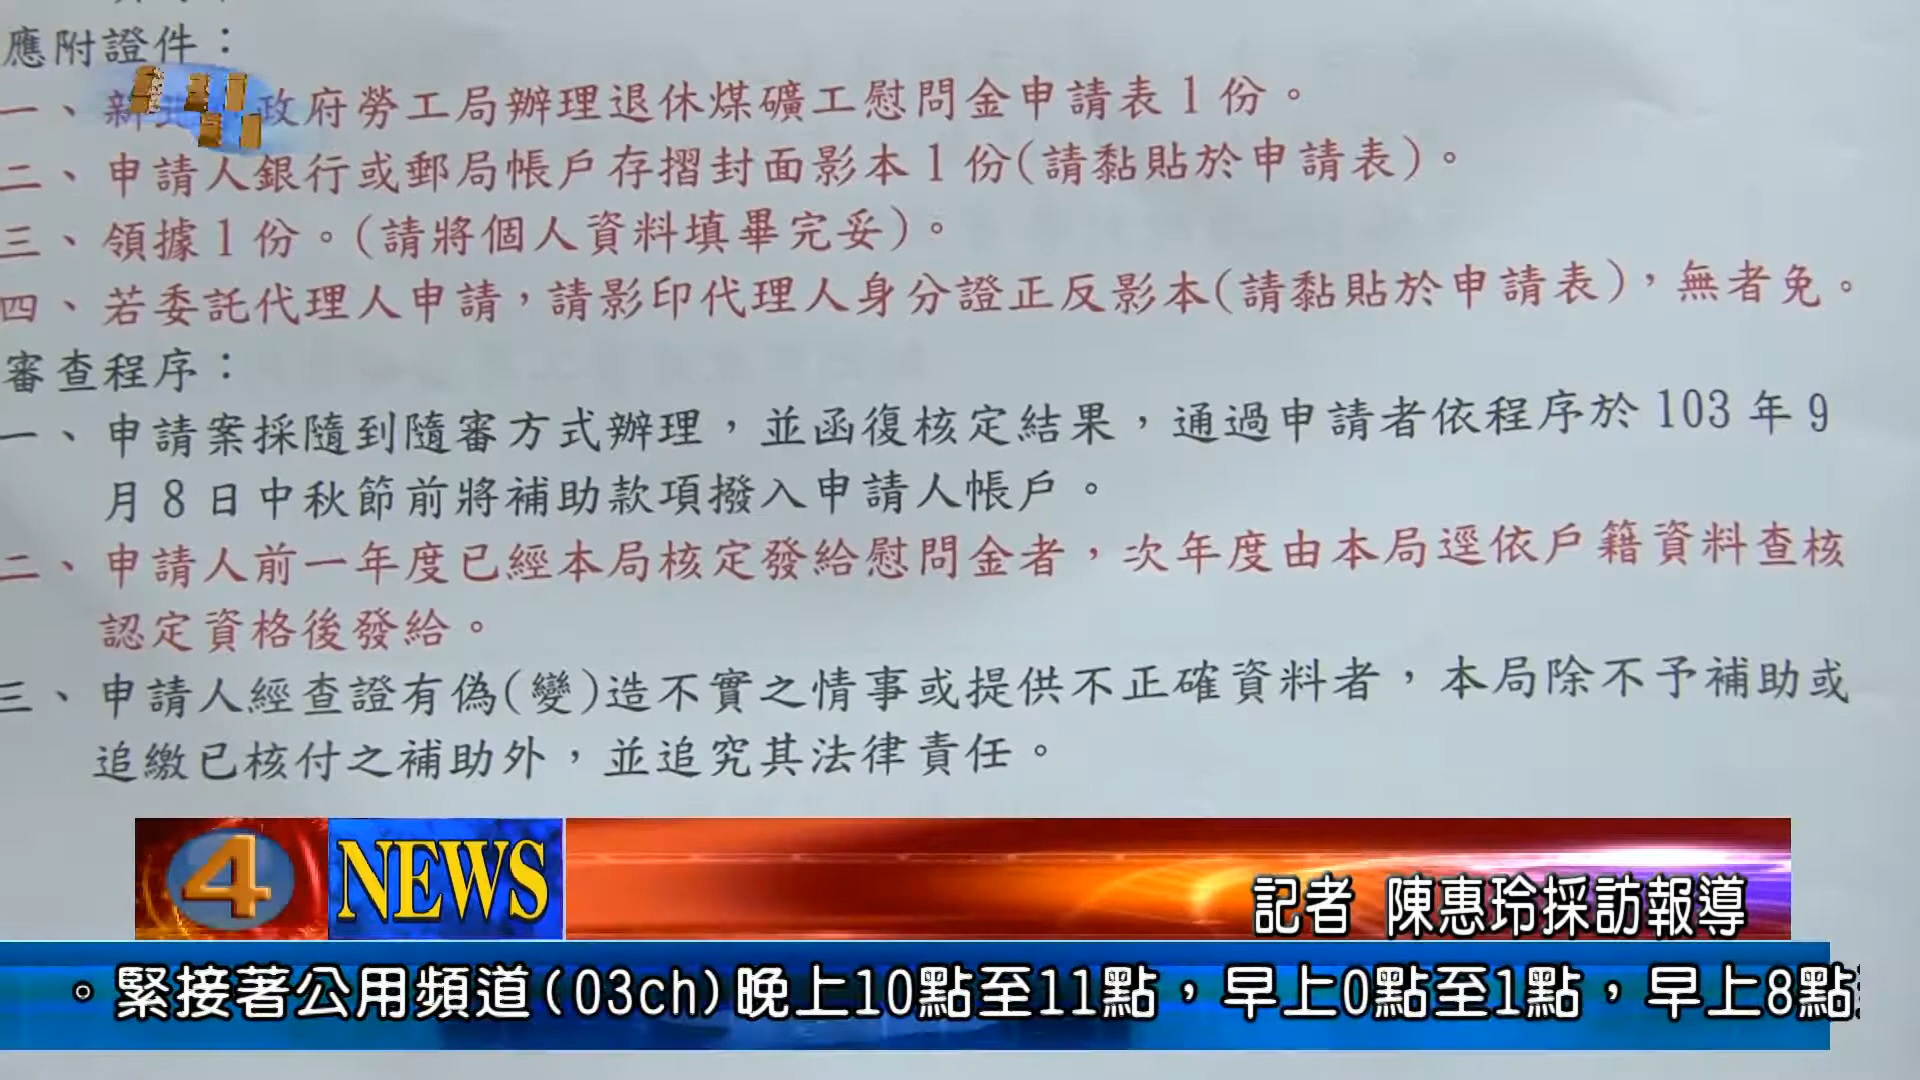 應附證件：
一、新北 政府勞工局辦理退休煤礦工慰問金申請表1份。
二、申請人銀行或郵局帳戶存摺封面影本1份(請黏貼於申請表)。
三、領據1份。(請將個人資料填畢完妥)。
四、若委託代理人申請，請影印代理人身分證正反影本(請黏貼於申請表)，無者免。
審查程序：
一、申請案採隨到隨審方式辦理，並函復核定結果，通過申請者依程序於103年9
月8日中秋節前將補助款項撥入申請人帳戶。
二、申請人前一年度已經本局核定發給慰問金者，次年度由本局逕依戶籍資料查核
認定資格後發給。
三、申請人經查證有偽(變)造不實之情事或提供不正確資料者，本局除不予補助或
追繳已核付之補助外，並追究其法律責任。
4 NEWS
記者 陳惠玲採訪報導
。緊接著公用頻道(03ch)晚上10點至11點，早上0點至1點，早上8點